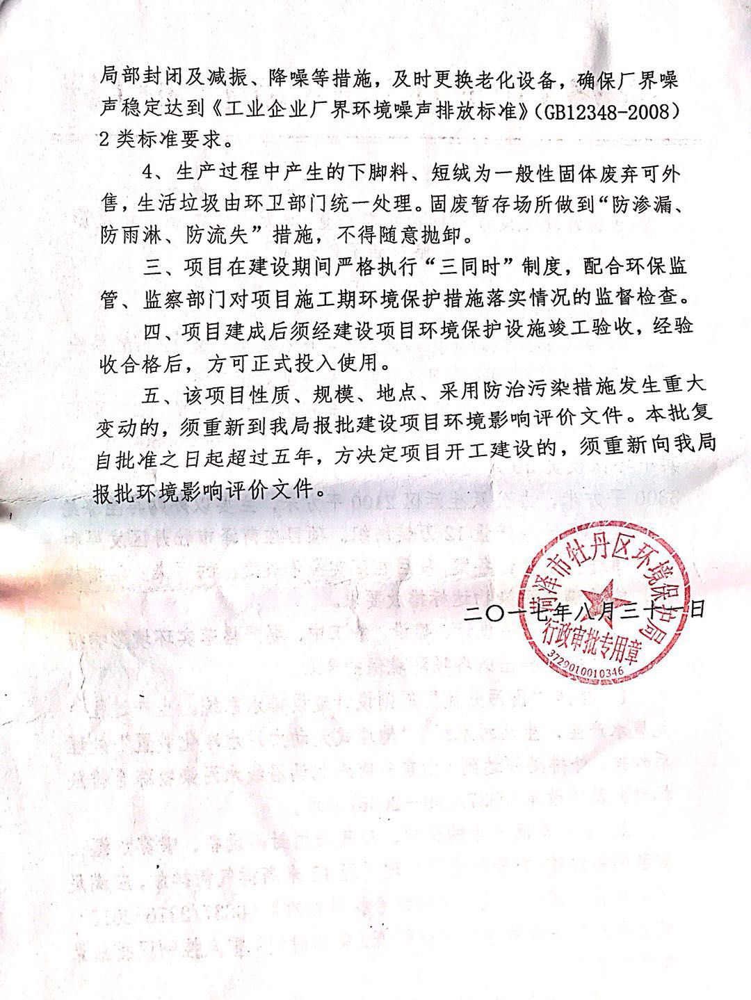 局部封闭及减振、降噪等措施，及时更换老化设备，确保厂界噪
声稳定达到《工业企业厂界环境噪声排放标准》（GB12348-2008）
2类标准要求。
4、生产过程中产生的下脚料、短绒为一般性固体废弃可外
售，生活垃圾由环卫部门统一处理。固废暂存场所做到“防渗漏、
防雨淋、防流失”措施，不得随意抛卸。
三、项目在建设期间严格执行“三同时”制度，配合环保监
管、监察部门对项目施工期环境保护措施落实情况的监督检查。
四、项目建成后须经建设项目环境保护设施竣工验收，经验
收合格后，方可正式投入使用。
五、该项目性质、规模、地点、采用防治污染措施发生重大
变动的，须重新到我局报批建设项目环境影响评价文件。本批复
自批准之日起超过五年，方决定项目开工建设的，须重新向我局
报批环境影响评价文件。
菏泽市牡丹区环境保护局
二〇一七年八月三十一日
行政审批专用章
3729010010346